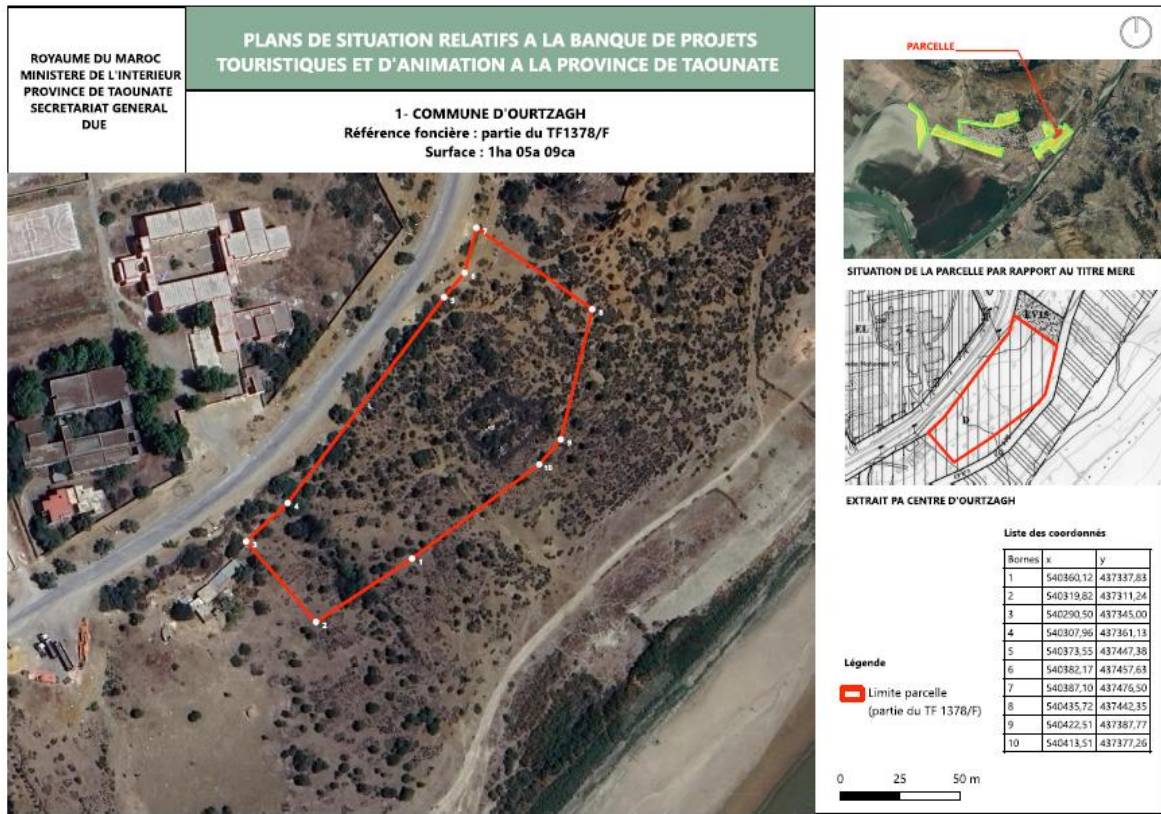 ROYAUME DU MAROC
MINISTERE DE L'INTERIEUR
PROVINCE DE TAOUNATE
SECRETARIAT GENERAL
DUE
PLANS DE SITUATION RELATIFS A LA BANQUE DE PROJETS
TOURISTIQUES ET D'ANIMATION A LA PROVINCE DE TAOUNATE
1- COMMUNE D'OURTZAGH
Référence foncière : partie du TF1378/F
Surface : 1ha 05a 09ca
7
6
5
8
9
10
4
1
3
2
PARCELLE
SITUATION DE LA PARCELLE PAR RAPPORT AU TITRE MERE
EL
EV15
D
EXTRAIT PA CENTRE D'OURTZAGH
Liste des coordonnés
Bornes x y
1 540360,12 437337,83
2 540319,82 437311,24
3 540290,50 437345,00
4 540307,96 437361,13
5 540373,55 437447,38
6 540382,17 437457,63
7 540387,10 437476,50
8 540435,72 437442,35
9 540422,51 437387,77
10 540413,51 437377,26
Légende
Limite parcelle
(partie du TF 1378/F)
0 25 50 m